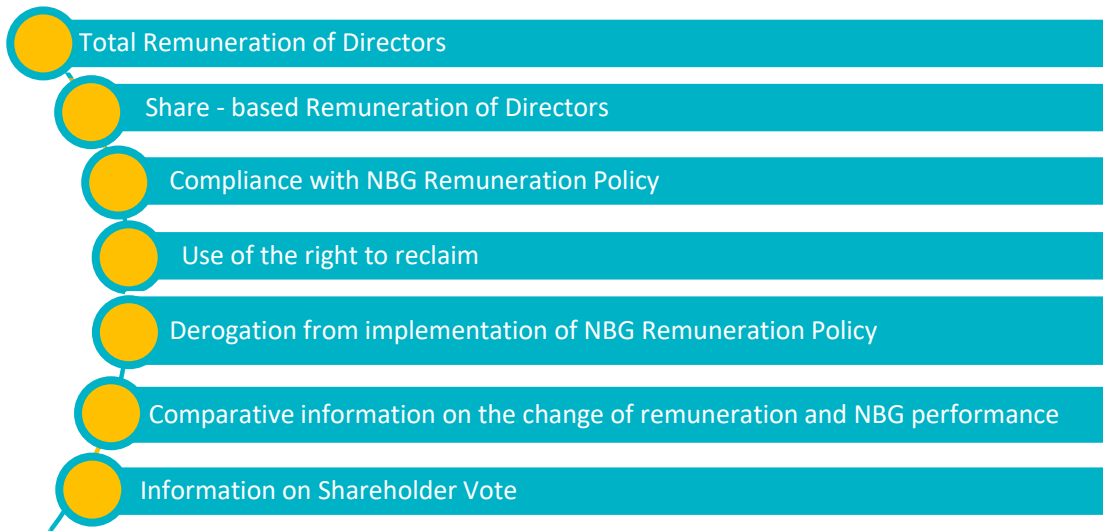 Total Remuneration of Directors
Share - based Remuneration of Directors
Compliance with NBG Remuneration Policy
Use of the right to reclaim
Derogation from implementation of NBG Remuneration Policy
Comparative information on the change of remuneration and NBG performance
Information on Shareholder Vote